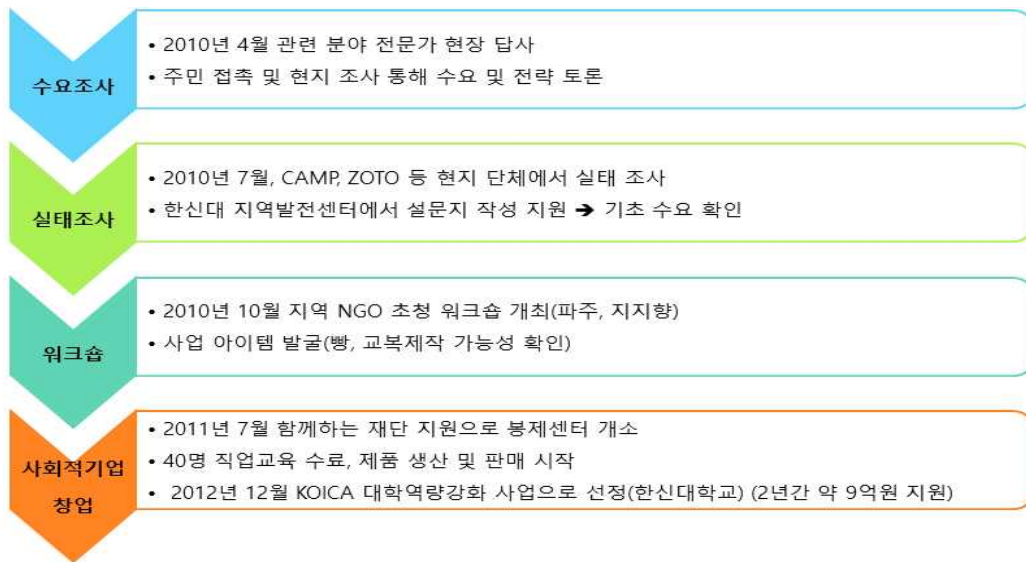 수요조사
• 2010년 4월 관련 분야 전문가 현장 답사
• 주민 접촉 및 현지 조사 통해 수요 및 전략 토론
실태조사
• 2010년 7월, CAMP, ZOTO 등 현지 단체에서 실태 조사
• 한신대 지역발전센터에서 설문지 작성 지원 ➔ 기초 수요 확인
워크숍
• 2010년 10월 지역 NGO 초청 워크숍 개최(파주, 지지향)
• 사업 아이템 발굴(빵, 교복제작 가능성 확인)
사회적기업
창업
• 2011년 7월 함께하는 재단 지원으로 봉제센터 개소
• 40명 직업교육 수료, 제품 생산 및 판매 시작
• 2012년 12월 KOICA 대학역량강화 사업으로 선정(한신대학교) (2년간 약 9억원 지원)